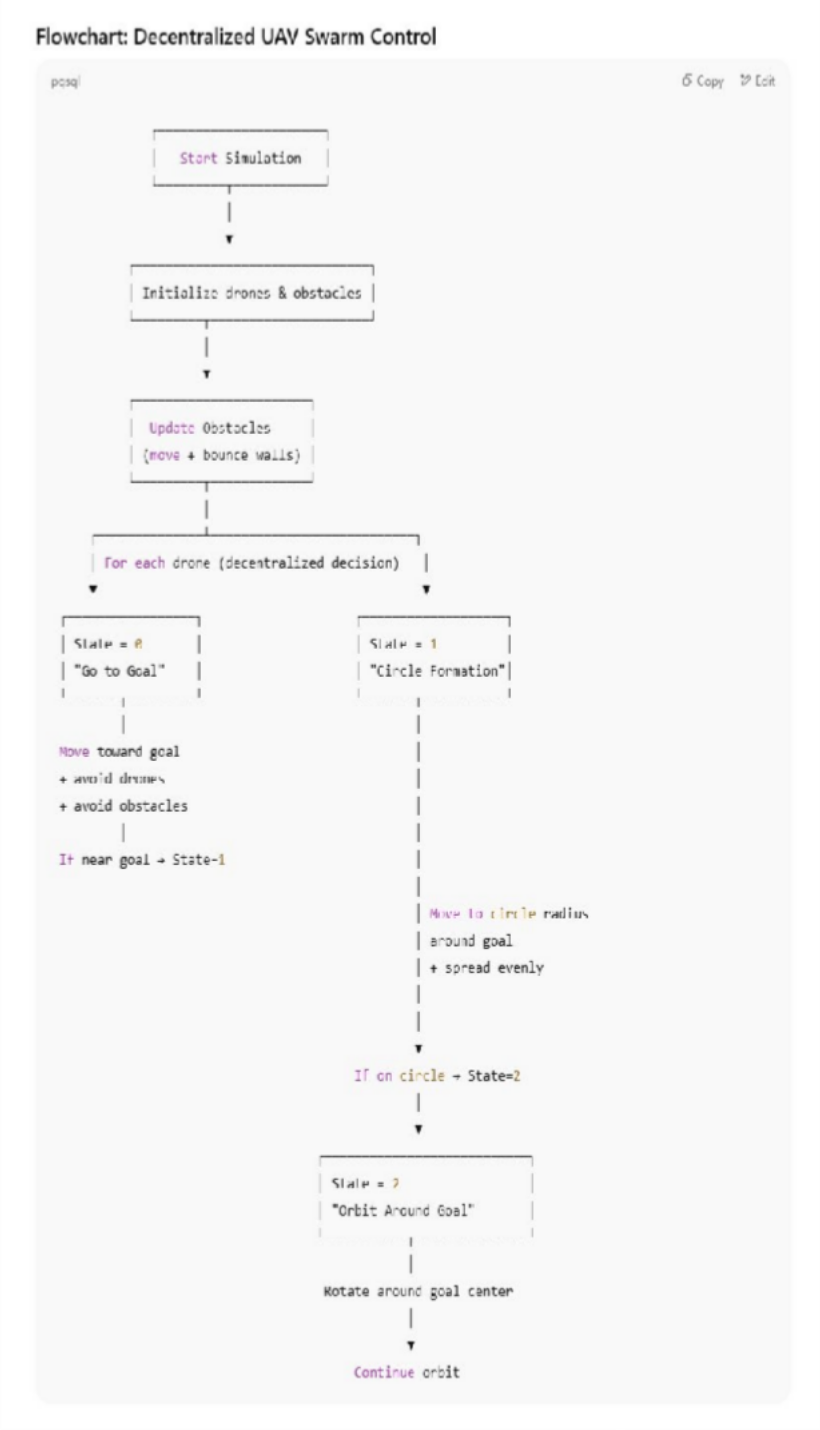 Flowchart: Decentralized UAV Swarm Control
pqsql
Copy Edit
Start Simulation
Initialize drones & obstacles
Update Obstacles
(move + bounce walls)
For each drone (decentralized decision)
State = 0
"Go to Goal"
State = 1
"Circle Formation"
Move toward goal
+ avoid drones
+ avoid obstacles
If near goal → State=1
Move to circle radius
around goal
+ spread evenly
If on circle → State=2
State = 2
"Orbit Around Goal"
Rotate around goal center
Continue orbit